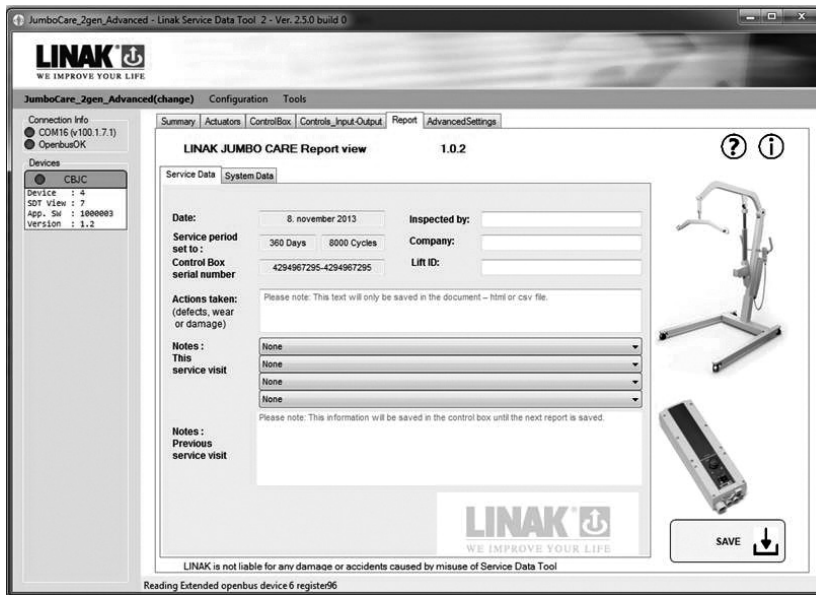 JumboCare_2gen_Advanced - Linak Service Data Tool 2 - Ver. 2.5.0 build 0
LINAK
WE IMPROVE YOUR LIFE
JumboCare_2gen_Advanced(change) Configuration Tools
Connection Info
COM16 (v100.1.7.1)
OpenbusOK
Devices
CBJC
Device : 4
SDT View : 7
App. SW : 1000003
Version : 1.2
Summary Actuators ControlBox Controls_Input-Output Report AdvancedSettings
LINAK JUMBO CARE Report view 1.0.2
? i
Service Data System Data
Date: 8. november 2013 Inspected by:
Service period
set to : 360 Days 8000 Cycles Company:
Control Box
serial number 4294967295-4294967295 Lift ID:
Actions taken:
(defects, wear
or damage)
Please note: This text will only be saved in the document – html or csv file.
Notes :
This
service visit
None
None
None
None
Please note: This information will be saved in the control box until the next report is saved.
Notes :
Previous
service visit
LINAK
WE IMPROVE YOUR LIFE
SAVE
LINAK is not liable for any damage or accidents caused by misuse of Service Data Tool
Reading Extended openbus device 6 register96